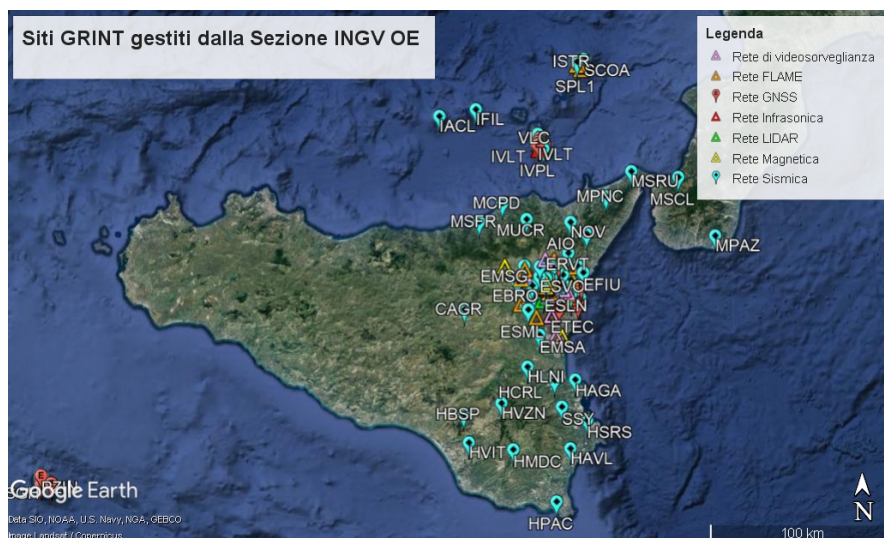 Siti GRINT gestiti dalla Sezione INGV OE
Legenda
Rete di videosorveglianza
Rete FLAME
Rete GNSS
Rete Infrasonica
Rete LIDAR
Rete Magnetica
Rete Sismica
ISTR
SCOA
SPL1
IFIL
IACL
VLC
IVLT
IVLT
IVPL
MSRU
MSCL
MCPD
MPNC
MSFR
MUCR
NOV
MPAZ
AIO
ERVT
EMSG
ESVO
EFIU
EBRO
ESLN
CAGR
ESML
ETEC
EMSA
HLNI
HAGA
HCRL
HBSP
HVZN
SSY
HSRS
HVIT
HMDC
HAVL
HPAC
Google Earth
Data SIO, NOAA, U.S. Navy, NGA, GEBCO
Image Landsat / Copernicus
N
100 km